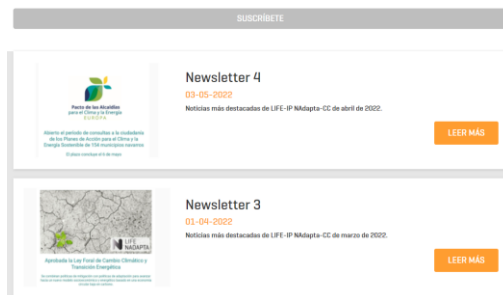 SUSCRÍBETE
Pacto de los Alcaldes
para el Clima y la Energía
EUROPA
Abierto el periodo de consultas a la ciudadanía
de los Planes de Acción para el Clima y la
Energía Sostenible de 154 municipios navarros
El plazo concluye el 6 de mayo
Newsletter 4
03-05-2022
Noticias más destacadas de LIFE-IP NAdapta-CC de abril de 2022.
LEER MÁS
LIFE
NADAPTA
Aprobada la Ley Foral de Cambio Climático y
Transición Energética
Newsletter 3
01-04-2022
Noticias más destacadas de LIFE-IP NAdapta-CC de marzo de 2022.
LEER MÁS